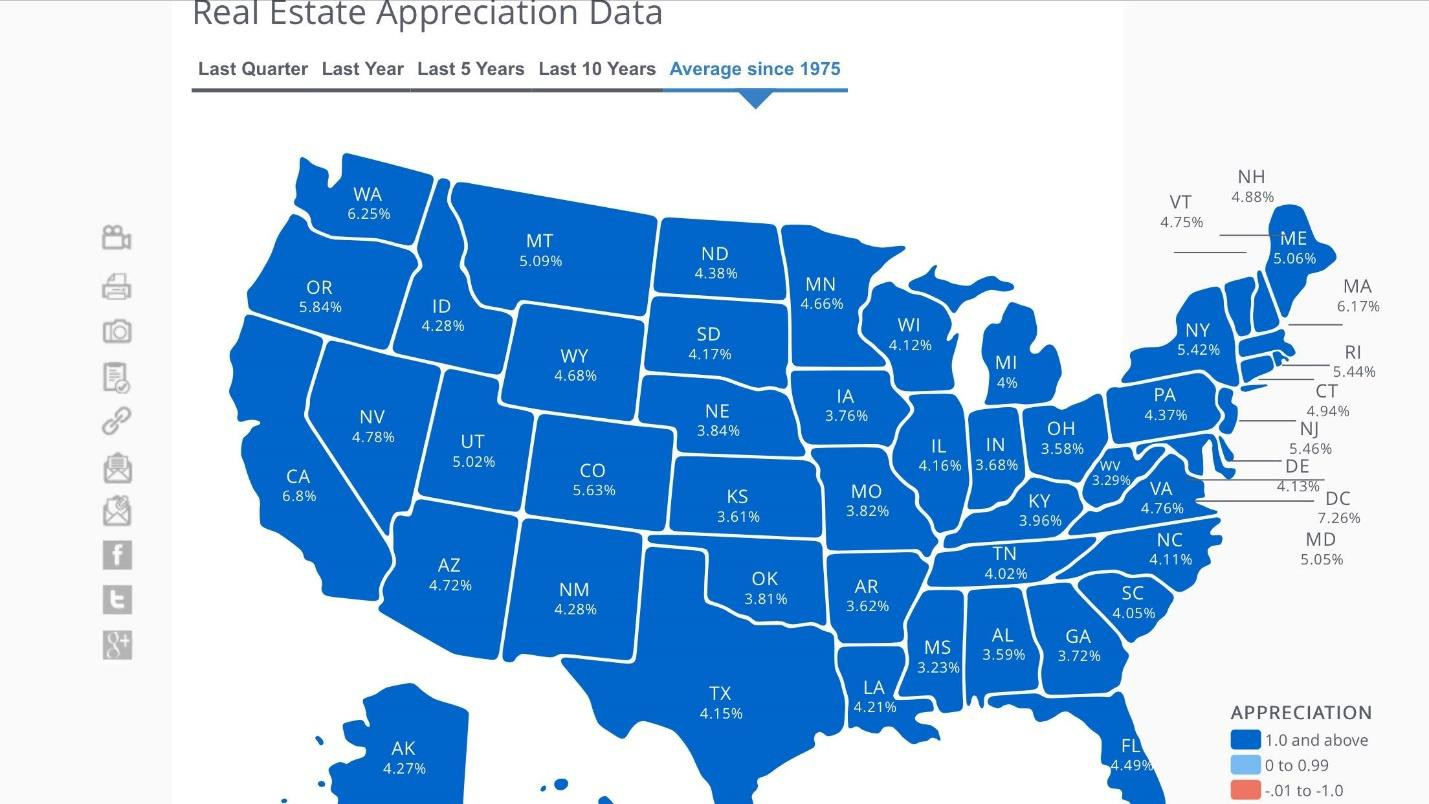 Real Estate Appreciation Data
Last Quarter Last Year Last 5 Years Last 10 Years Average since 1975
WA
6.25%
OR
5.84%
CA
6.8%
ID
4.28%
NV
4.78%
MT
5.09%
WY
4.68%
UT
5.02%
CO
5.63%
AZ
4.72%
NM
4.28%
ND
4.38%
SD
4.17%
NE
3.84%
KS
3.61%
OK
3.81%
TX
4.15%
MN
4.66%
IA
3.76%
MO
3.82%
AR
3.62%
LA
4.21%
WI
4.12%
IL
4.16%
MI
4%
IN
3.68%
OH
3.58%
KY
3.96%
TN
4.02%
MS
3.23%
AL
3.59%
GA
3.72%
FL
4.49%
SC
4.05%
NC
4.11%
VA
4.76%
WV
3.29%
PA
4.37%
NY
5.42%
VT
4.75%
NH
4.88%
ME
5.06%
MA
6.17%
RI
5.44%
CT
4.94%
NJ
5.46%
DE
4.13%
DC
7.26%
MD
5.05%
AK
4.27%
APPRECIATION
1.0 and above
0 to 0.99
-.01 to -1.0
f
t
g+